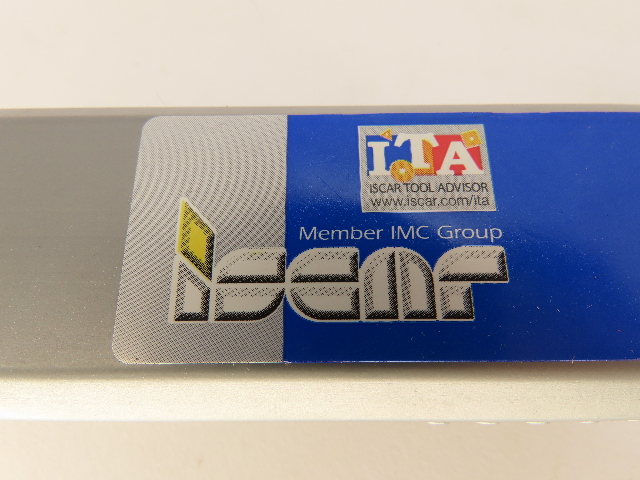 ITA
ISCAR TOOL ADVISOR
www.iscar.com/ita
Member IMC Group
iscar